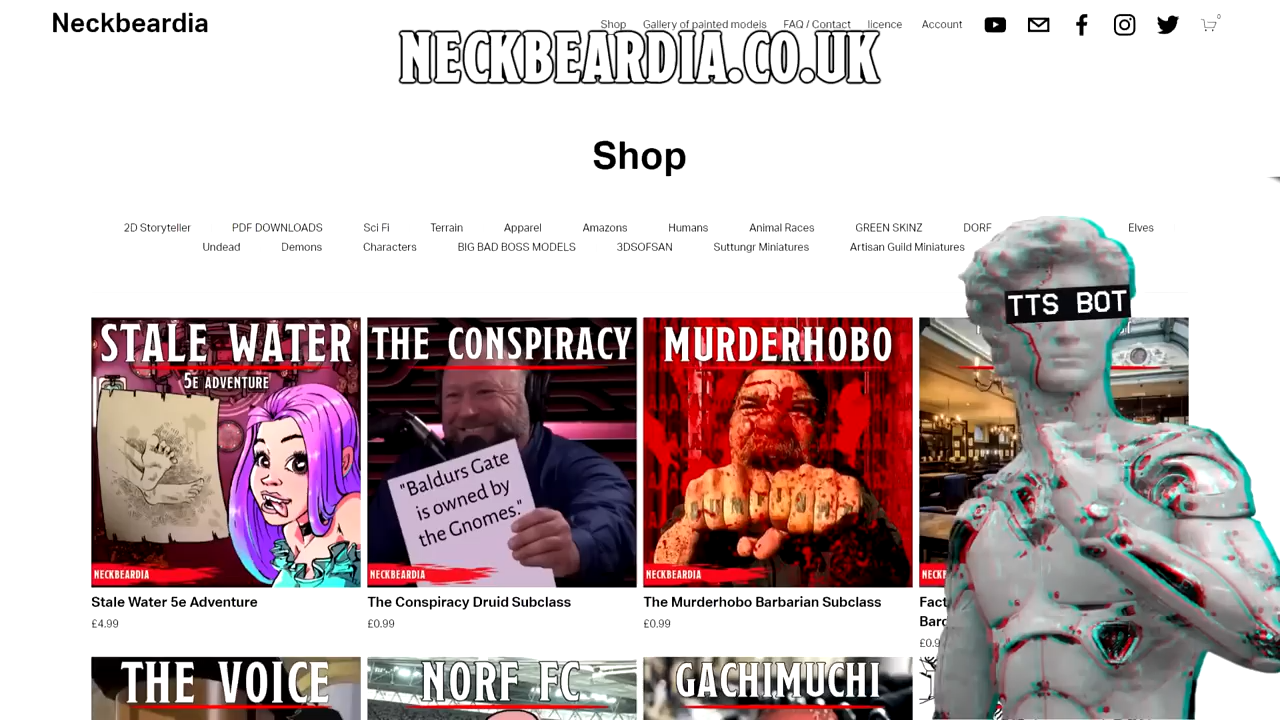 Neckbeardia
Shop Gallery of painted models FAQ / Contact licence Account
0
NECKBEARDIA.CO.UK
Shop
2D Storyteller PDF DOWNLOADS Sci Fi Terrain Apparel Amazons Humans Animal Races GREEN SKINZ DORF Elves
Undead Demons Characters BIG BAD BOSS MODELS 3DSOFSAN Suttungr Miniatures Artisan Guild Miniatures
TTS BOT
STALE WATER
5E ADVENTURE
NECKBEARDIA
Stale Water 5e Adventure
£4.99
THE CONSPIRACY
"Baldurs Gate
is owned by
the Gnomes."
NECKBEARDIA
The Conspiracy Druid Subclass
£0.99
MURDERHOBO
NECKBEARDIA
The Murderhobo Barbarian Subclass
£0.99
THE VOICE
NORF FC
GACHIMUCHI